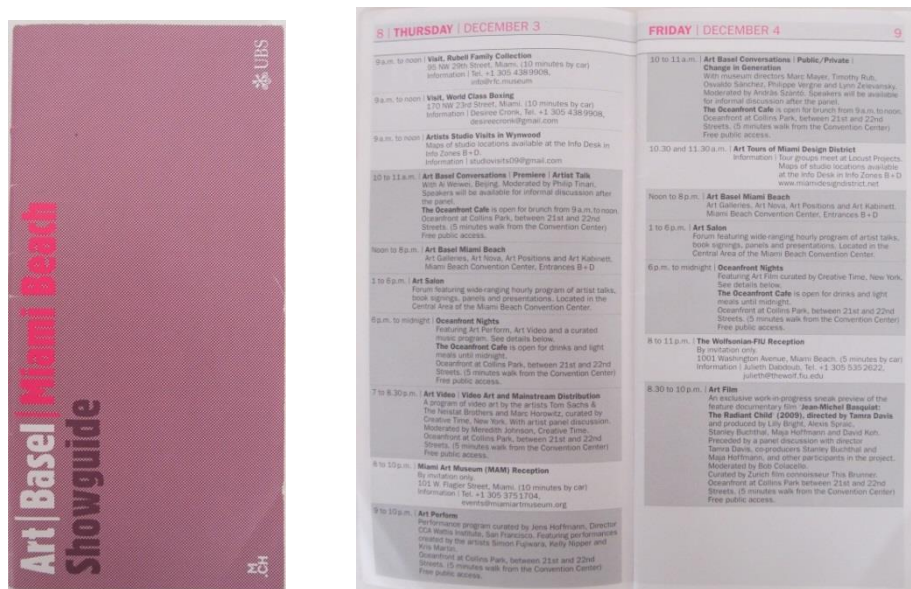 UBS
Art | Basel | Miami Beach
Showguide
M
.CH
8 | THURSDAY | DECEMBER 3
9 a.m. to noon | Visit, Rubell Family Collection
95 NW 29th Street, Miami. (10 minutes by car)
Information | Tel. +1 305 438 9908,
info@rfc.museum
9 a.m. to noon | Visit, World Class Boxing
170 NW 23rd Street, Miami. (10 minutes by car)
Information | Desiree Cronk, Tel. +1 305 438 9908,
desireecronk@gmail.com
9 a.m. to noon | Artists Studio Visits in Wynwood
Maps of studio locations available at the Info Desk in
Info Zones B+D.
Information | studiovisits09@gmail.com
10 to 11 a.m. | Art Basel Conversations | Premiere | Artist Talk
With Ai Weiwei, Beijing. Moderated by Philip Tinari.
Speakers will be available for informal discussion after
the panel.
The Oceanfront Cafe is open for brunch from 9 a.m. to noon.
Oceanfront at Collins Park, between 21st and 22nd
Streets. (5 minutes walk from the Convention Center)
Free public access.
Noon to 8 p.m. | Art Basel Miami Beach
Art Galleries, Art Nova, Art Positions and Art Kabinett.
Miami Beach Convention Center, Entrances B+D
1 to 6 p.m. | Art Salon
Forum featuring wide-ranging hourly program of artist talks,
book signings, panels and presentations. Located in the
Central Area of the Miami Beach Convention Center.
6 p.m. to midnight | Oceanfront Nights
Featuring Art Perform, Art Video and a curated
music program. See details below.
The Oceanfront Cafe is open for drinks and light
meals until midnight.
Oceanfront at Collins Park, between 21st and 22nd
Streets. (5 minutes walk from the Convention Center)
Free public access.
7 to 8.30 p.m. | Art Video | Video Art and Mainstream Distribution
A program of video art by the artists Tom Sachs &
The Neistat Brothers and Marc Horowitz, curated by
Creative Time, New York. With artist panel discussion.
Moderated by Meredith Johnson, Creative Time.
Oceanfront at Collins Park, between 21st and 22nd
Streets. (5 minutes walk from the Convention Center)
Free public access.
8 to 10 p.m. | Miami Art Museum (MAM) Reception
By invitation only.
101 W. Flagler Street, Miami. (10 minutes by car)
Information | Tel. +1 305 375 1704,
events@miamiartmuseum.org
9 to 10 p.m. | Art Perform
Performance program curated by Jens Hoffmann, Director
CCA Wattis Institute, San Francisco. Featuring performances
created by the artists Simon Fujiwara, Kelly Nipper and
Kris Martin.
Oceanfront at Collins Park, between 21st and 22nd
Streets. (5 minutes walk from the Convention Center)
Free public access.
FRIDAY | DECEMBER 4 9
10 to 11 a.m. | Art Basel Conversations | Public/Private |
Change in Generation
With museum directors Marc Mayer, Timothy Rub,
Osvaldo Sánchez, Philippe Vergne and Lynn Zelevansky.
Moderated by András Szántó. Speakers will be available
for informal discussion after the panel.
The Oceanfront Cafe is open for brunch from 9 a.m. to noon.
Oceanfront at Collins Park, between 21st and 22nd
Streets. (5 minutes walk from the Convention Center)
Free public access.
10.30 and 11.30 a.m. | Art Tours of Miami Design District
Information | Tour groups meet at Locust Projects.
Maps of studio locations available
at the Info Desk in Info Zones B+D
www.miamidesigndistrict.net
Noon to 8 p.m. | Art Basel Miami Beach
Art Galleries, Art Nova, Art Positions and Art Kabinett.
Miami Beach Convention Center, Entrances B+D
1 to 6 p.m. | Art Salon
Forum featuring wide-ranging hourly program of artist talks,
book signings, panels and presentations. Located in the
Central Area of the Miami Beach Convention Center.
6 p.m. to midnight | Oceanfront Nights
Featuring Art Film curated by Creative Time, New York.
See details below.
The Oceanfront Cafe is open for drinks and light
meals until midnight.
Oceanfront at Collins Park, between 21st and 22nd
Streets. (5 minutes walk from the Convention Center)
Free public access.
8 to 11 p.m. | The Wolfsonian-FIU Reception
By invitation only.
1001 Washington Avenue, Miami Beach. (5 minutes by car)
Information | Julieth Dabdoub, Tel. +1 305 535 2622,
julieth@thewolf.fiu.edu
8.30 to 10 p.m. | Art Film
An exclusive work-in-progress sneak preview of the
feature documentary film 'Jean-Michel Basquiat:
The Radiant Child' (2009), directed by Tamra Davis
and produced by Lilly Bright, Alexis Spraic,
Stanley Buchthal, Maja Hoffmann and David Koh.
Preceded by a panel discussion with director
Tamra Davis, co-producers Stanley Buchthal and
Maja Hoffmann, and other participants in the project.
Moderated by Bob Colacello.
Curated by Zurich film connoisseur This Brunner.
Oceanfront at Collins Park between 21st and 22nd
Streets. (5 minutes walk from the Convention Center)
Free public access.